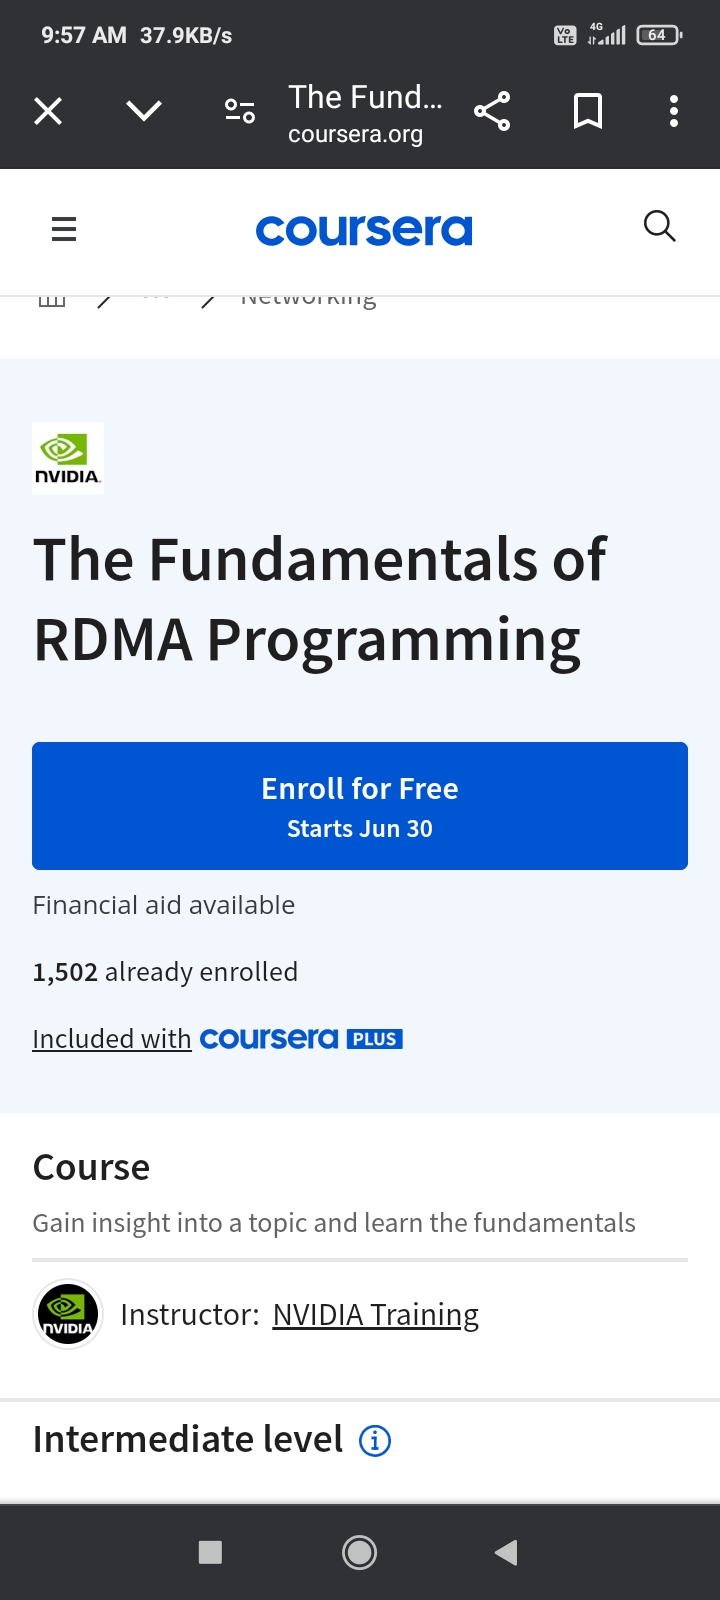 9:57 AM 37.9KB/s Vo LTE 4G 64
The Fund...
coursera.org
coursera
Networking
NVIDIA.
The Fundamentals of
RDMA Programming
Enroll for Free
Starts Jun 30
Financial aid available
1,502 already enrolled
Included with coursera PLUS
Course
Gain insight into a topic and learn the fundamentals
NVIDIA
Instructor: NVIDIA Training
Intermediate level